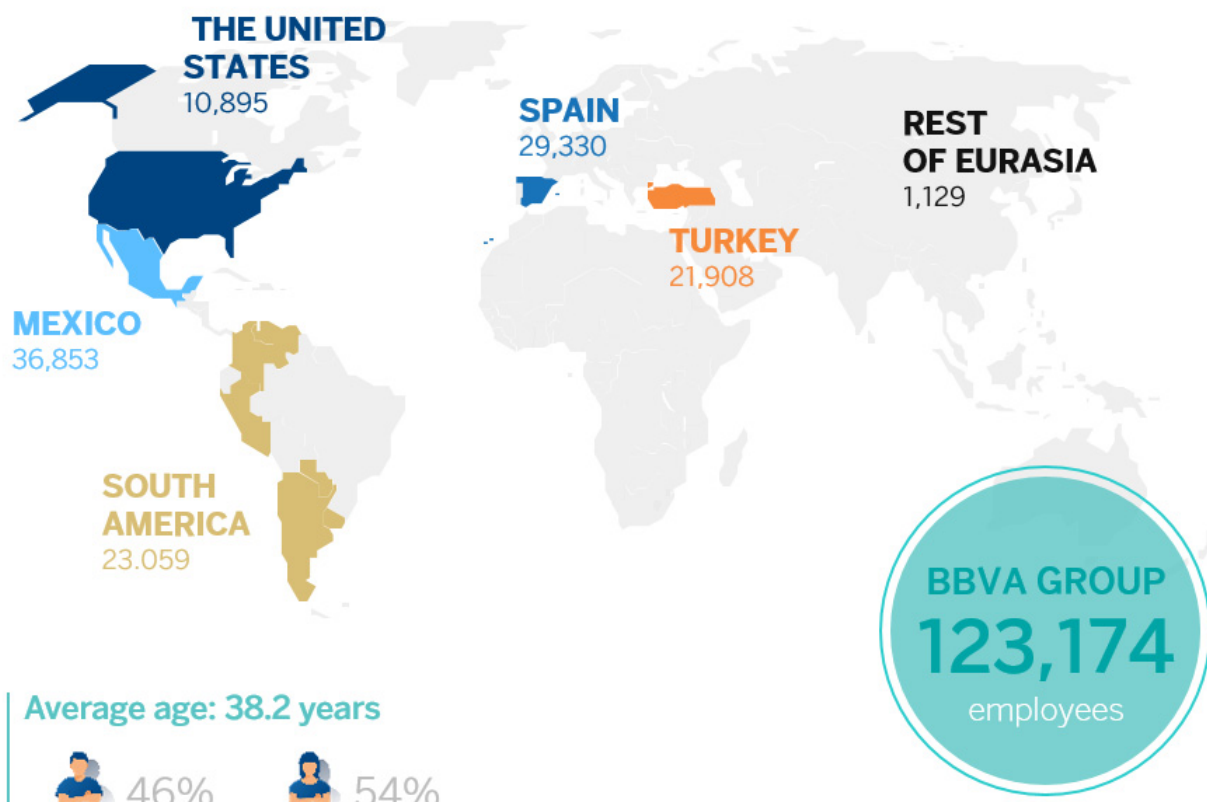 THE UNITED
STATES
10,895
SPAIN
29,330
REST
OF EURASIA
1,129
TURKEY
21,908
MEXICO
36,853
SOUTH
AMERICA
23.059
BBVA GROUP
123,174
employees
Average age: 38.2 years
46%
54%